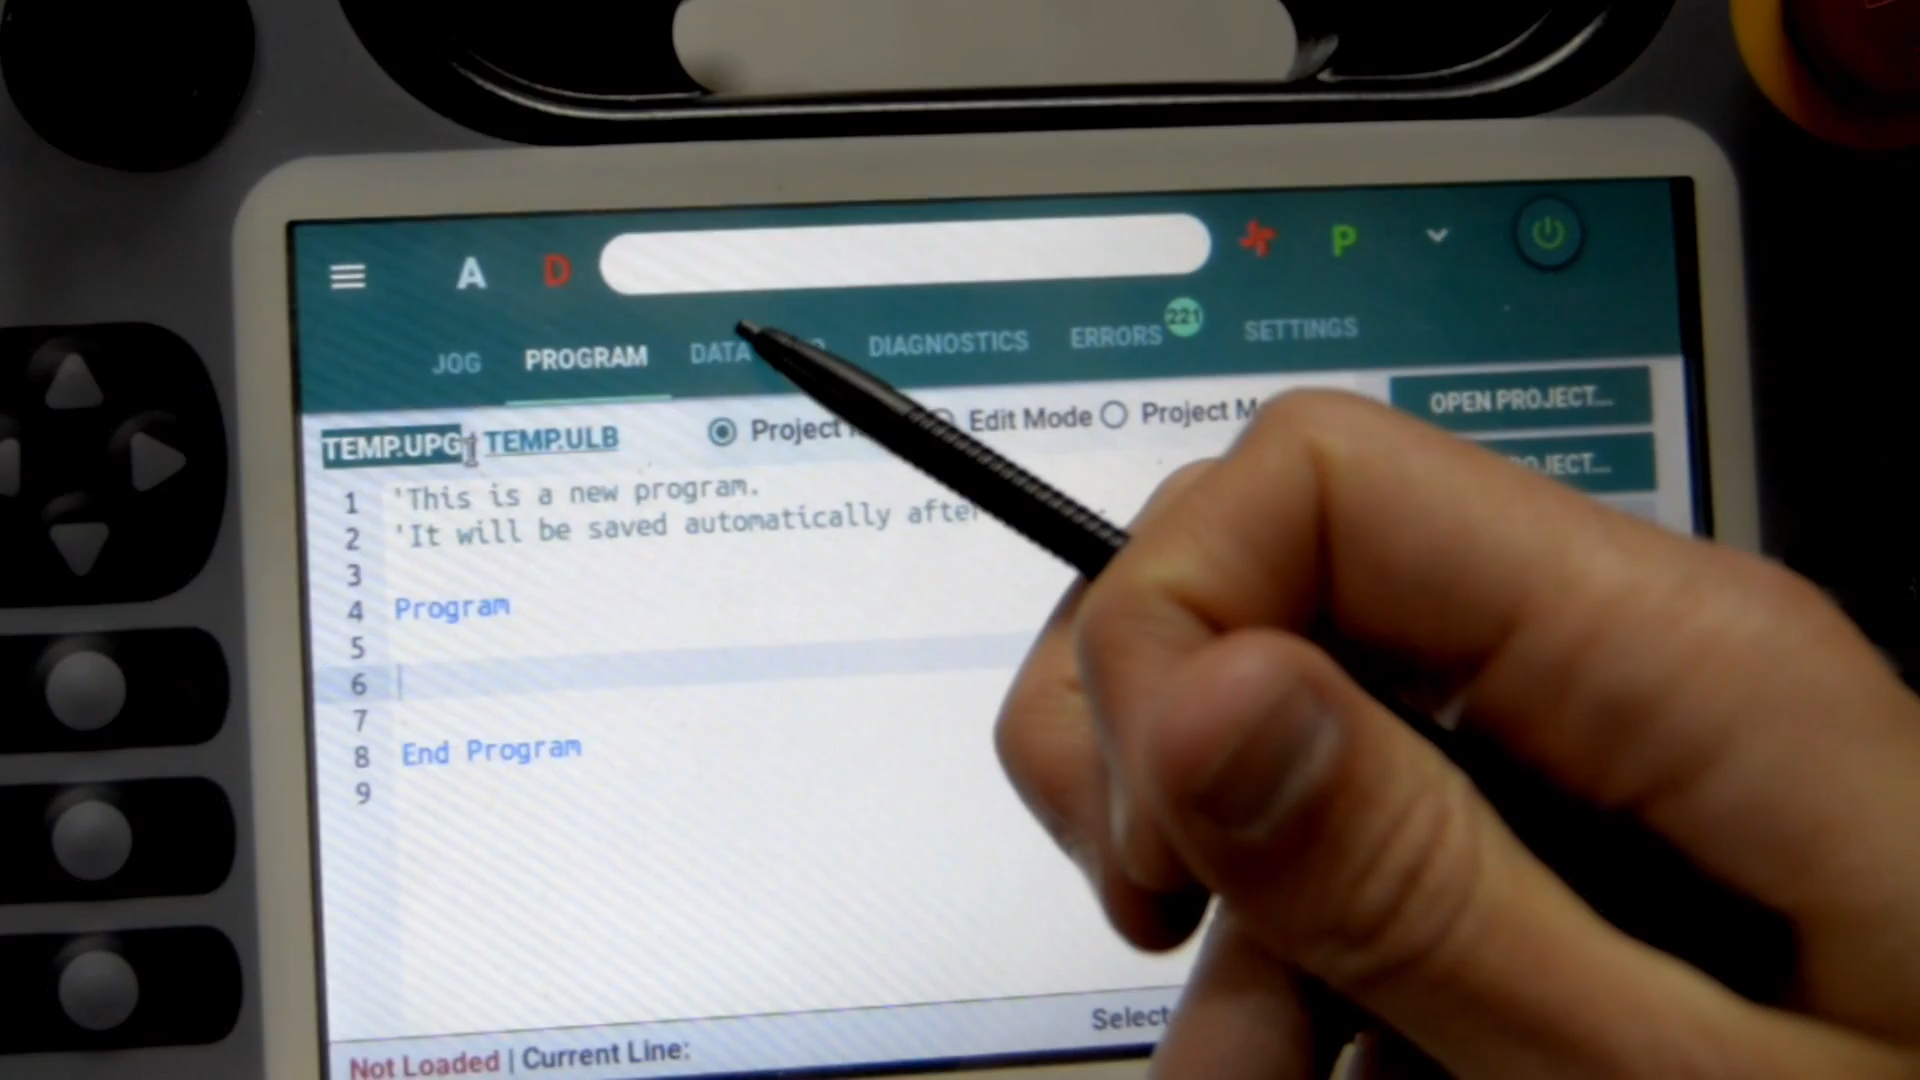 A D P
JOG PROGRAM DATA DIAGNOSTICS ERRORS 221 SETTINGS
TEMP.UPG TEMP.ULB Project Edit Mode Project OPEN PROJECT...
1 'This is a new program.
2 'It will be saved automatically after
3
4 Program
5
6
7
8 End Program
9
Not Loaded | Current Line:
Select